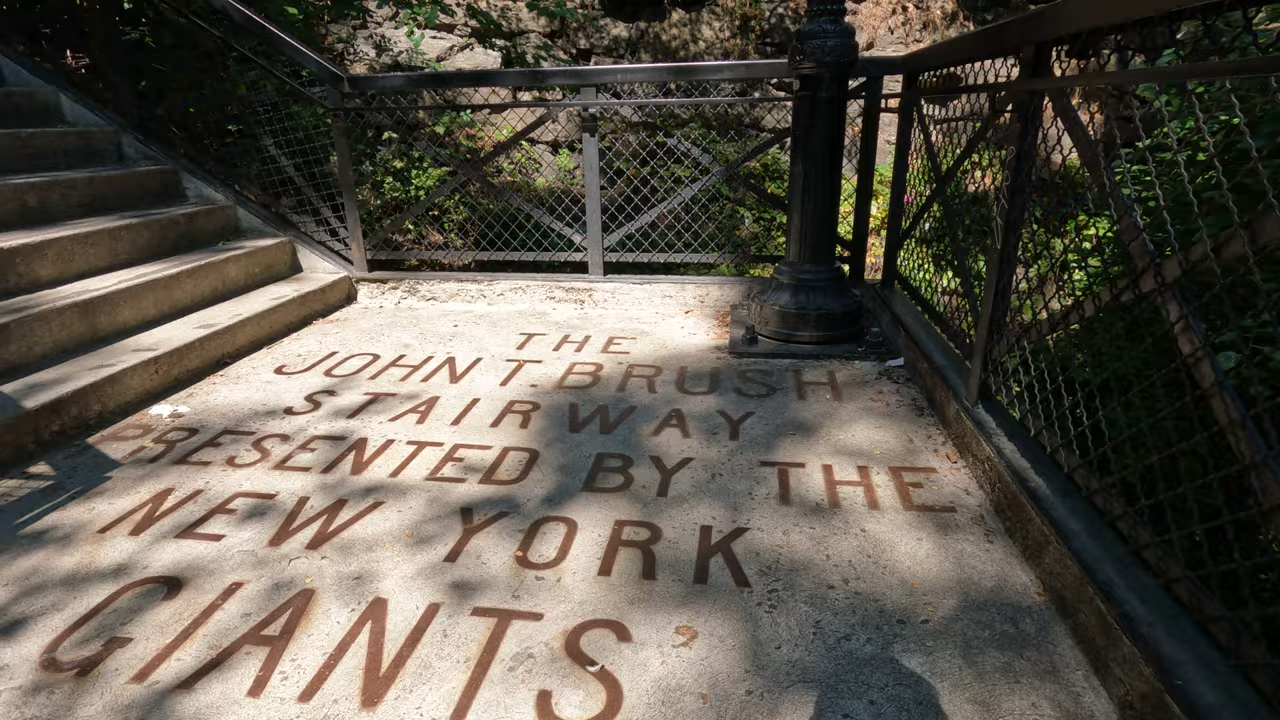 THE
JOHN T. BRUSH
STAIRWAY
PRESENTED BY THE
NEW YORK
GIANTS